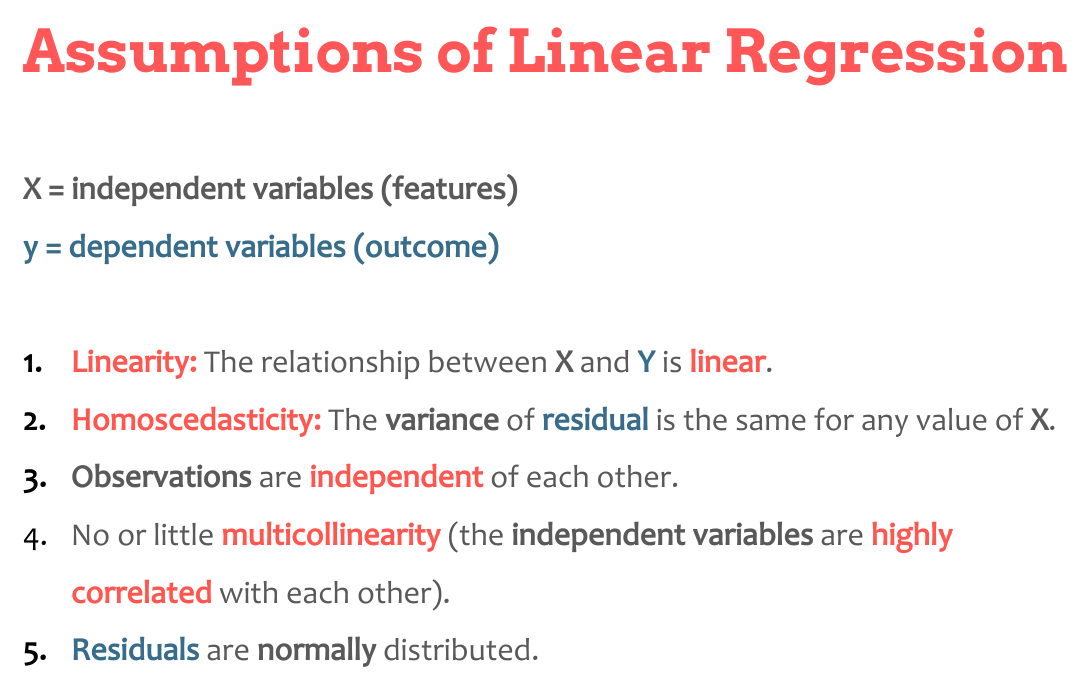 Assumptions of Linear Regression
X = independent variables (features)
y = dependent variables (outcome)
1. Linearity: The relationship between X and Y is linear.
2. Homoscedasticity: The variance of residual is the same for any value of X.
3. Observations are independent of each other.
4. No or little multicollinearity (the independent variables are highly
correlated with each other).
5. Residuals are normally distributed.